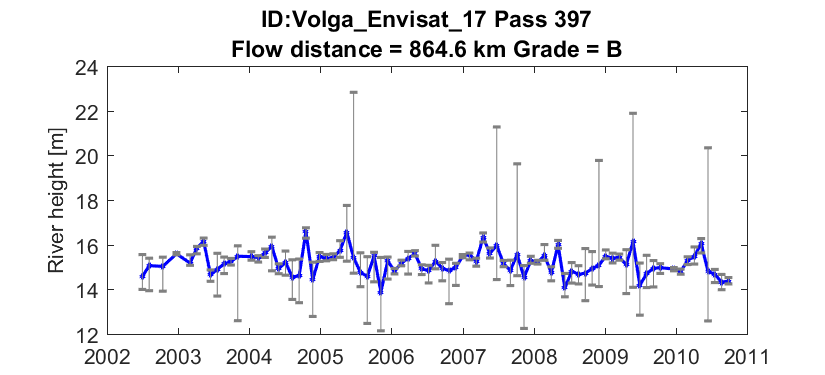 ID:Volga_Envisat_17 Pass 397
Flow distance = 864.6 km Grade = B
River height [m]
24
22
20
18
16
14
12
2002 2003 2004 2005 2006 2007 2008 2009 2010 2011